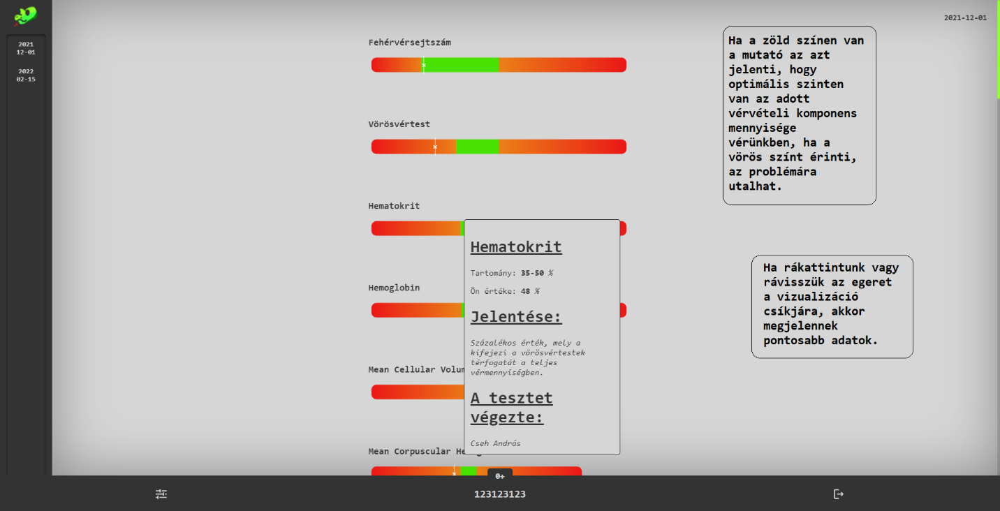 2021
12-01
2022
02-15
2021-12-01
Fehérvérsejtszám
Vörösvértest
Hematokrit
Hemoglobin
Mean Cellular Volum
Mean Corpuscular He
Hematokrit
Tartomány: 35-50 %
Ön értéke: 48 %
Jelentése:
Százalékos érték, mely a
kifejezi a vörösvértestek
térfogatát a teljes
vérmennyiségben.
A tesztet
végezte:
Cseh András
Ha a zöld színen van
a mutató az azt
jelenti, hogy
optimális szinten
van az adott
vérvételi komponens
mennyisége
vérünkben, ha a
vörös színt érinti,
az problémára
utalhat.
Ha rákattintunk vagy
rávisszük az egeret
a vizualizáció
csíkjára, akkor
megjelennek
pontosabb adatok.
0+
123123123